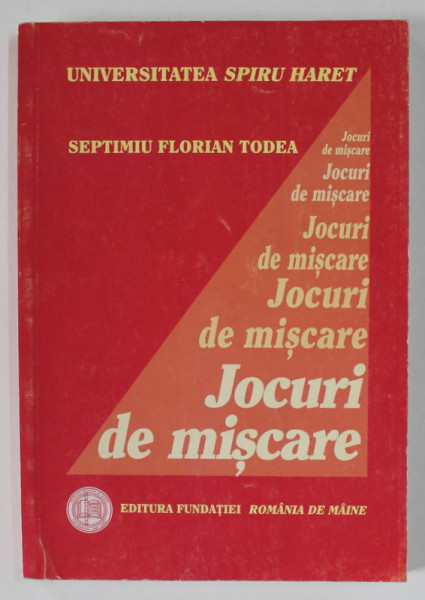 UNIVERSITATEA SPIRU HARET
SEPTIMIU FLORIAN TODEA
Jocuri
de mișcare
Jocuri
de mișcare
Jocuri
de mișcare
Jocuri
de mișcare
Jocuri
de mișcare
EDITURA FUNDAȚIEI ROMÂNIA DE MÂINE